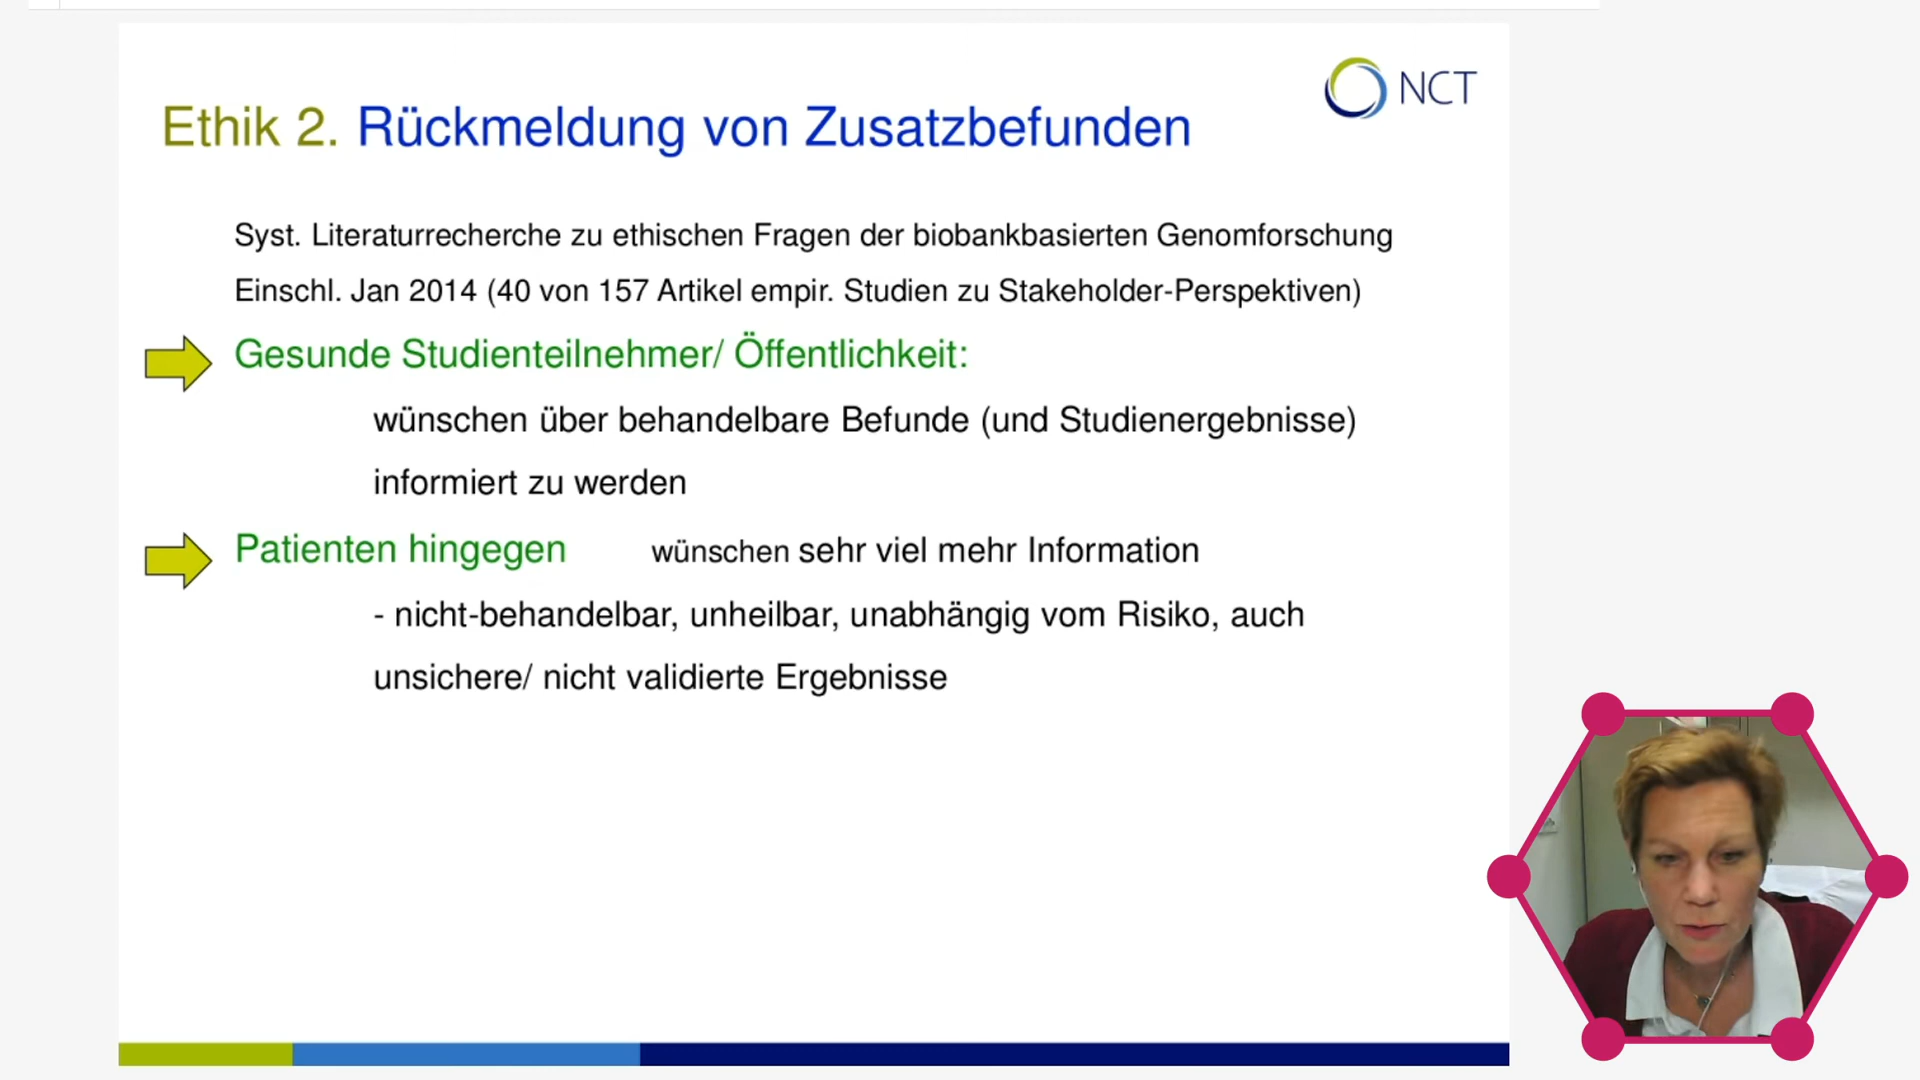 NCT
Ethik 2. Rückmeldung von Zusatzbefunden
Syst. Literaturrecherche zu ethischen Fragen der biobankbasierten Genomforschung
Einschl. Jan 2014 (40 von 157 Artikel empir. Studien zu Stakeholder-Perspektiven)
Gesunde Studienteilnehmer/ Öffentlichkeit:
wünschen über behandelbare Befunde (und Studienergebnisse)
informiert zu werden
Patienten hingegen wünschen sehr viel mehr Information
- nicht-behandelbar, unheilbar, unabhängig vom Risiko, auch
unsichere/ nicht validierte Ergebnisse